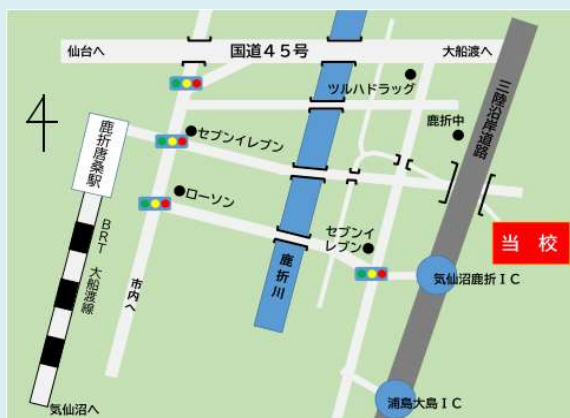 仙台へ
国道４５号
大船渡へ
ツルハドラッグ
三陸沿岸道路
鹿折中
セブンイレブン
鹿折唐桑駅
ローソン
セブンイ
レブン
当 校
ＢＲＴ 大船渡線
市内へ
鹿折川
気仙沼鹿折ＩＣ
気仙沼へ
浦島大島ＩＣ